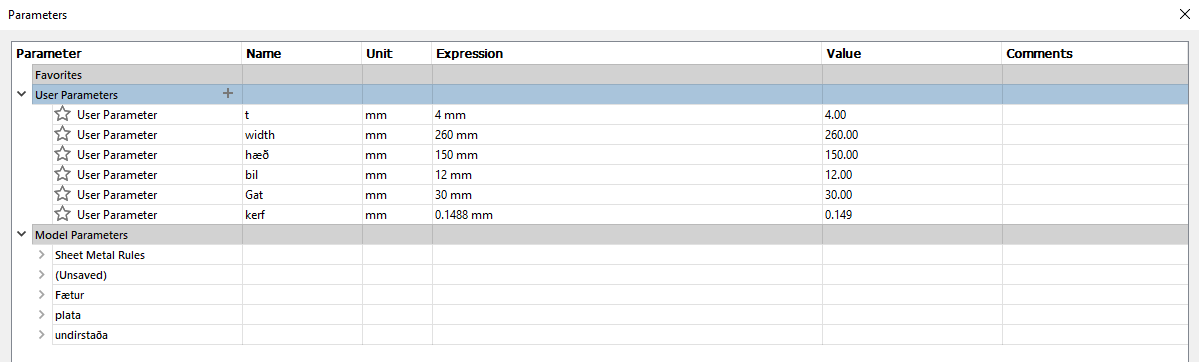 Parameters
Parameter Name Unit Expression Value Comments
Favorites
User Parameters +
User Parameter t mm 4 mm 4.00
User Parameter width mm 260 mm 260.00
User Parameter hæð mm 150 mm 150.00
User Parameter bil mm 12 mm 12.00
User Parameter Gat mm 30 mm 30.00
User Parameter kerf mm 0.1488 mm 0.149
Model Parameters
Sheet Metal Rules
(Unsaved)
Fætur
plata
undirstaða